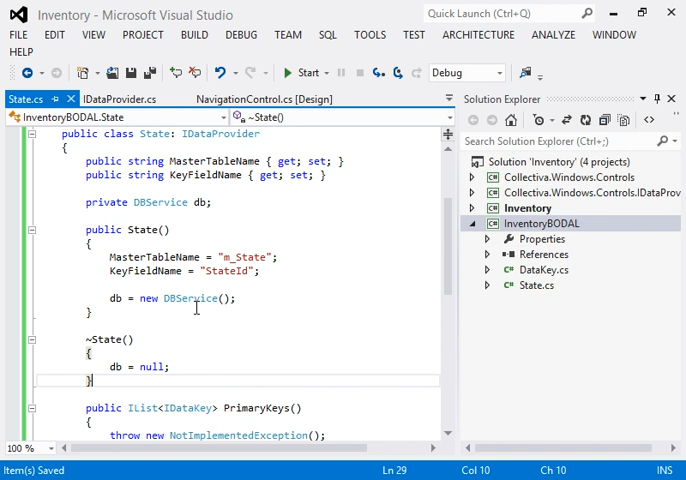 Inventory - Microsoft Visual Studio
Quick Launch (Ctrl+Q)
FILE EDIT VIEW PROJECT BUILD DEBUG TEAM SQL TOOLS TEST ARCHITECTURE ANALYZE WINDOW
HELP
Start Debug
State.cs IDataProvider.cs NavigationControl.cs [Design]
InventoryBODAL.State ~State()
public class State: IDataProvider
{
public string MasterTableName { get; set; }
public string KeyFieldName { get; set; }
private DBService db;
public State()
{
MasterTableName = "m_State";
KeyFieldName = "StateId";
db = new DBService();
}
~State()
{
db = null;
}
public IList<IDataKey> PrimaryKeys()
{
throw new NotImplementedException();
100 %
Solution Explorer
Search Solution Explorer (Ctrl+;)
Solution 'Inventory' (4 projects)
Collectiva.Windows.Controls
Collectiva.Windows.Controls.IDataProv
Inventory
InventoryBODAL
Properties
References
DataKey.cs
State.cs
Item(s) Saved Ln 29 Col 10 Ch 10 INS